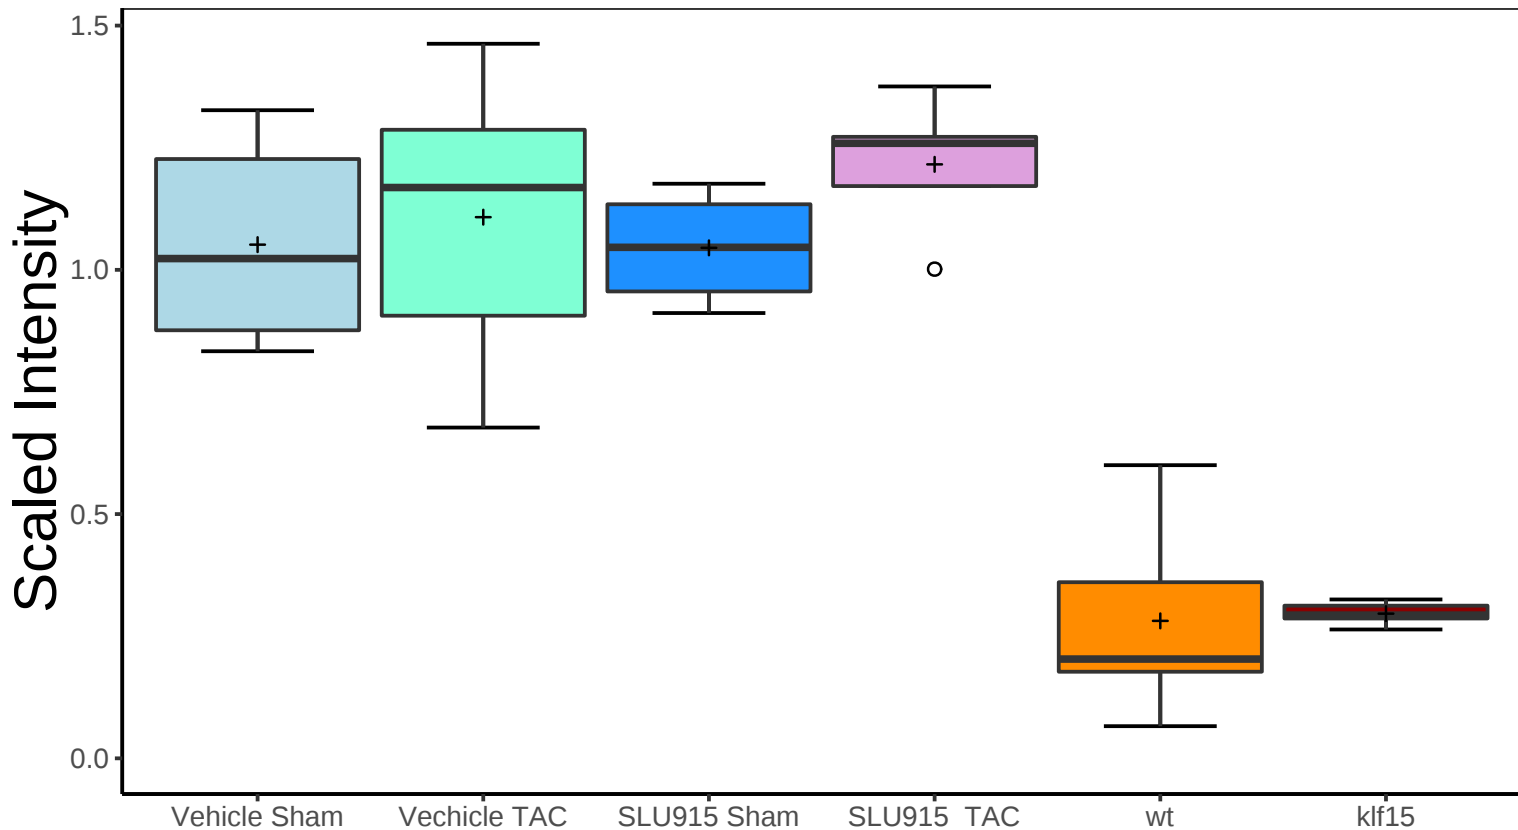 Scaled Intensity
1.5
1.0
0.5
0.0
Vehicle Sham
Vechicle TAC
SLU915 Sham
SLU915  TAC
wt
klf15